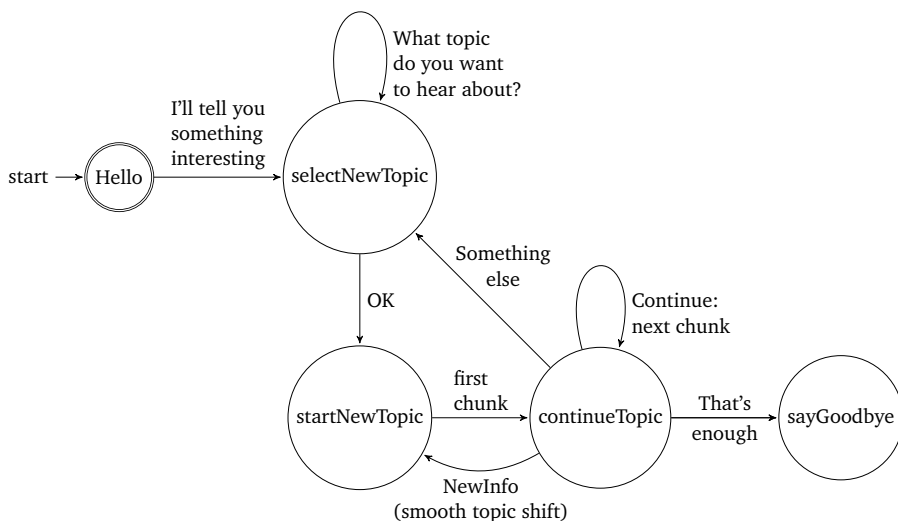 What topic
do you want
to hear about?
I'll tell you
something
interesting
start
Hello
selectNewTopic
Something
else
OK
Continue:
next chunk
first
chunk
startNewTopic
continueTopic
That's
enough
sayGoodbye
NewInfo
(smooth topic shift)